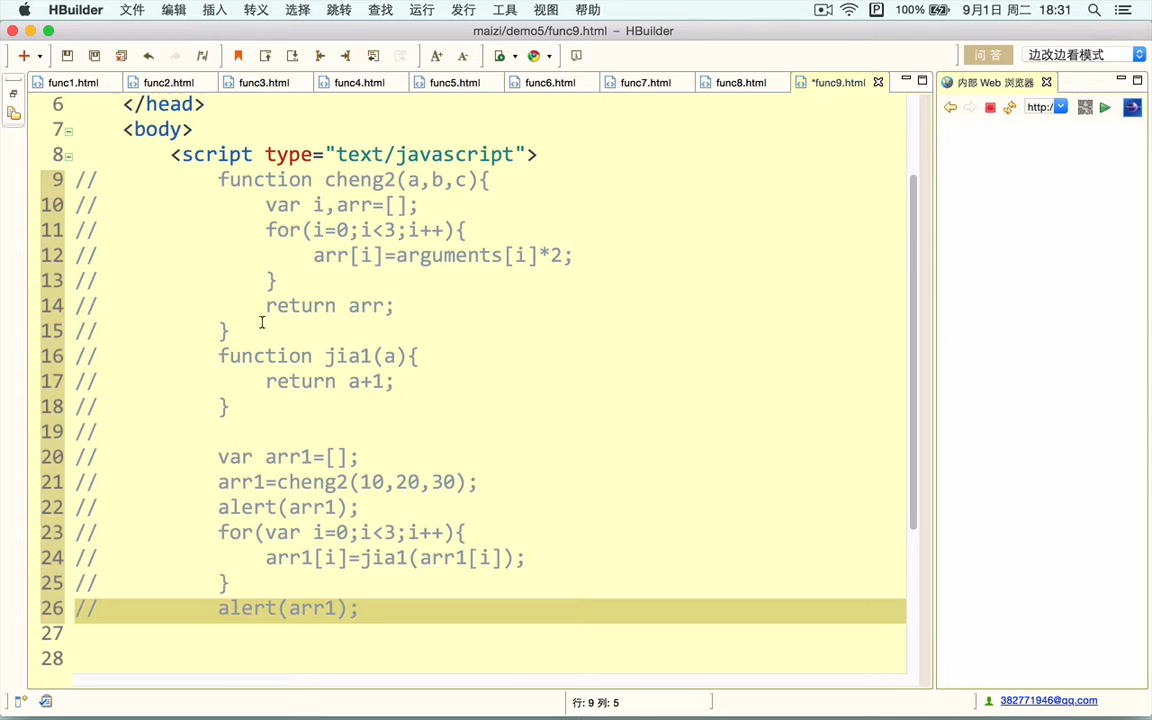 HBuilder 文件 编辑 插入 转义 选择 跳转 查找 运行 发行 工具 视图 帮助 P 100% 9月1日 周二 18:31
maizi/demo5/func9.html – HBuilder
问 答 边改边看模式
func1.html func2.html func3.html func4.html func5.html func6.html func7.html func8.html *func9.html 内部 Web 浏览器
http:/
6 </head>
7 <body>
8 <script type="text/javascript">
9 // function cheng2(a,b,c){
10 // var i,arr=[];
11 // for(i=0;i<3;i++){
12 // arr[i]=arguments[i]*2;
13 // }
14 // return arr;
15 // }
16 // function jia1(a){
17 // return a+1;
18 // }
19 //
20 // var arr1=[];
21 // arr1=cheng2(10,20,30);
22 // alert(arr1);
23 // for(var i=0;i<3;i++){
24 // arr1[i]=jia1(arr1[i]);
25 // }
26 // alert(arr1);
27
28
行: 9 列: 5
382771946@qq.com